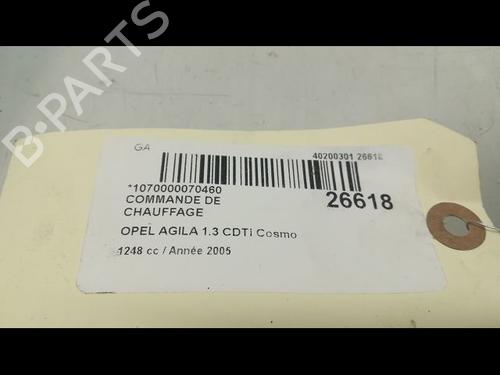 GA
40200301 26618
*1070000070460
26618
COMMANDE DE
CHAUFFAGE
OPEL AGILA 1.3 CDTi Cosmo
1248 cc / Année 2005
B-PARTS